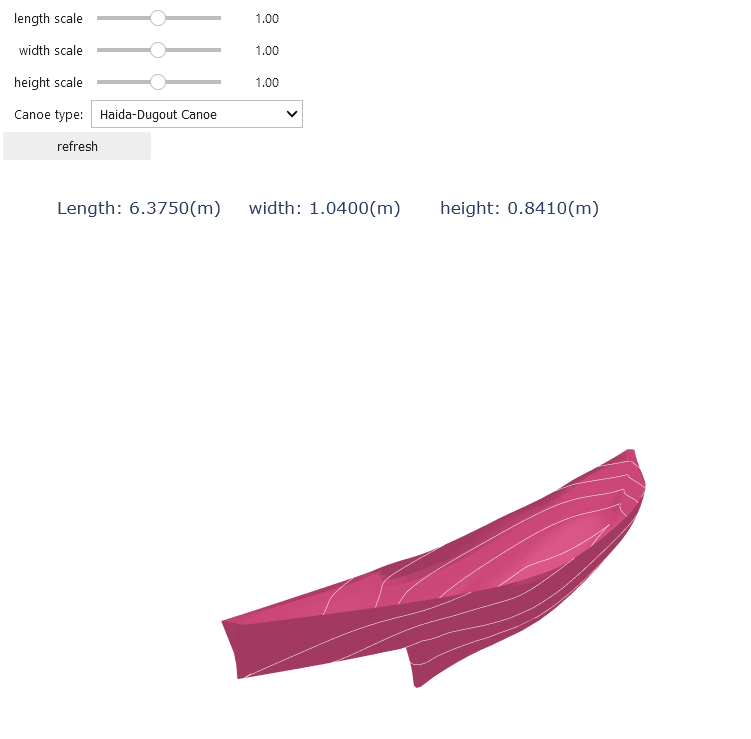 length scale 1.00
width scale 1.00
height scale 1.00
Canoe type: Haida-Dugout Canoe
refresh
Length: 6.3750(m) width: 1.0400(m) height: 0.8410(m)